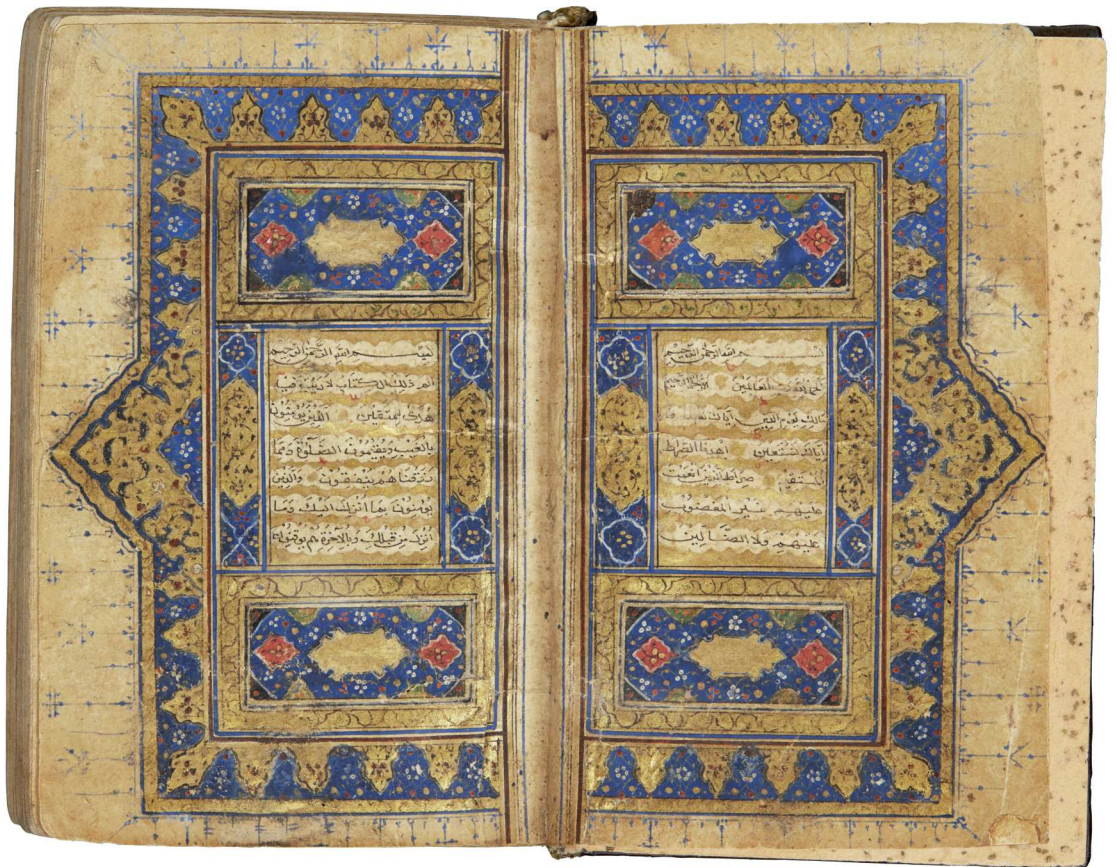 بسم الله الرحمن الرحيم
الحمد لله رب العالمين الرحمن الرحيم
مالك يوم الدين اياك نعبد و
اياك نستعين اهدنا الصراط
المستقيم صراط الذين انعمت
عليهم غير المغضوب
عليهم ولا الضالين
بسم الله الرحمن الرحيم
الم ذلك الكتاب لا ريب فيه
هدى للمتقين الذين يؤمنون
بالغيب ويقيمون الصلوة ومما
رزقناهم ينفقون والذين
يؤمنون بما انزل اليك وما
انزل من قبلك وبالآخرة هم يوقنون